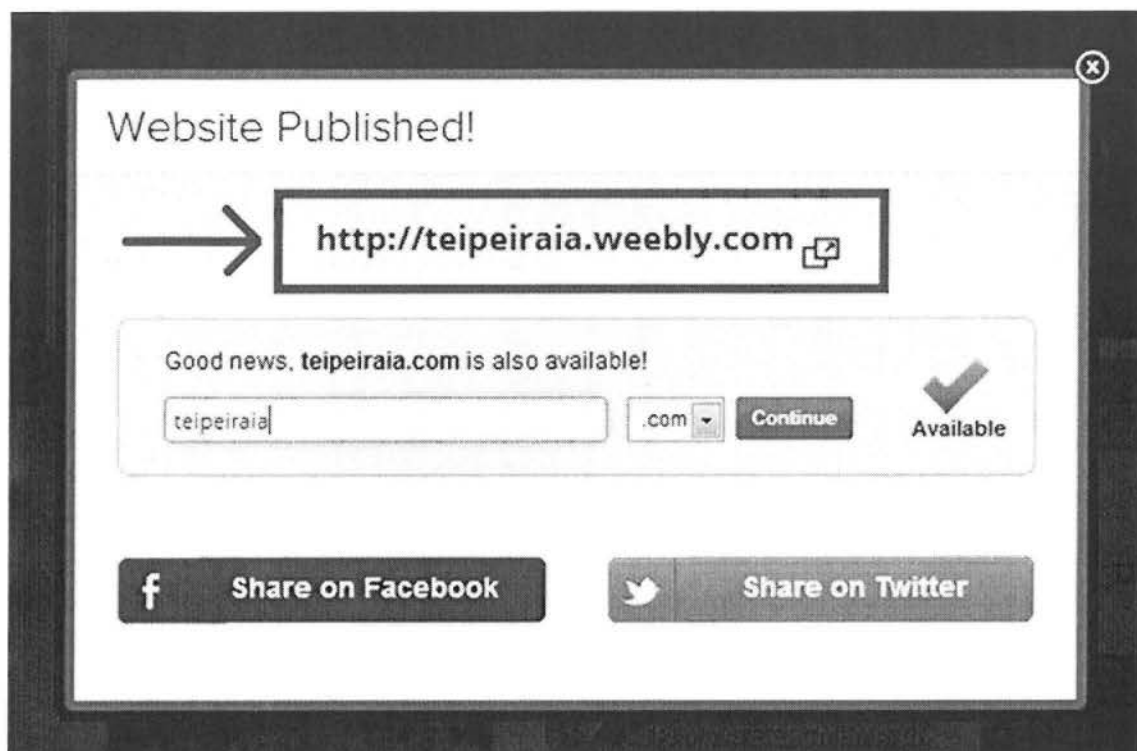 Website Published!
http://teipeiraia.weebly.com
Good news, teipeiraia.com is also available!
teipeiraia
.com
Continue
Available
Share on Facebook
Share on Twitter